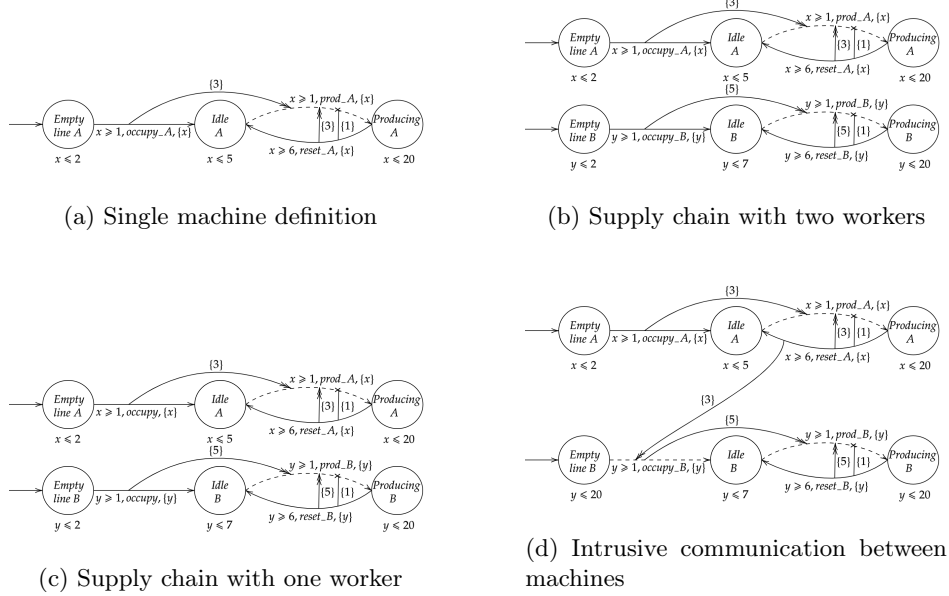 {3}
x ⩾ 1, prod_A, {x}
Empty
line A
x ⩾ 1, occupy_A, {x}
Idle
A
{3} {1}
Producing
A
x ⩾ 6, reset_A, {x}
x ⩽ 2
x ⩽ 5
x ⩽ 20
(a) Single machine definition
{3}
x ⩾ 1, prod_A, {x}
Empty
line A
x ⩾ 1, occupy_A, {x}
Idle
A
{3} {1}
Producing
A
x ⩾ 6, reset_A, {x}
x ⩽ 2
x ⩽ 5
x ⩽ 20
{5}
y ⩾ 1, prod_B, {y}
Empty
line B
y ⩾ 1, occupy_B, {y}
Idle
B
{5} {1}
Producing
B
y ⩾ 6, reset_B, {y}
y ⩽ 2
y ⩽ 7
y ⩽ 20
(b) Supply chain with two workers
{3}
x ⩾ 1, prod_A, {x}
Empty
line A
x ⩾ 1, occupy, {x}
Idle
A
{3} {1}
Producing
A
x ⩾ 6, reset_A, {x}
x ⩽ 2
x ⩽ 5
x ⩽ 20
{5}
y ⩾ 1, prod_B, {y}
Empty
line B
y ⩾ 1, occupy, {y}
Idle
B
{5} {1}
Producing
B
y ⩾ 6, reset_B, {y}
y ⩽ 2
y ⩽ 7
y ⩽ 20
(c) Supply chain with one worker
{3}
x ⩾ 1, prod_A, {x}
Empty
line A
x ⩾ 1, occupy_A, {x}
Idle
A
{3} {1}
Producing
A
x ⩾ 6, reset_A, {x}
x ⩽ 2
x ⩽ 5
x ⩽ 20
{3}
{5}
y ⩾ 1, prod_B, {y}
Empty
line B
y ⩾ 1, occupy_B, {y}
Idle
B
{5} {1}
Producing
B
y ⩾ 6, reset_B, {y}
y ⩽ 20
y ⩽ 7
y ⩽ 20
(d) Intrusive communication between
machines